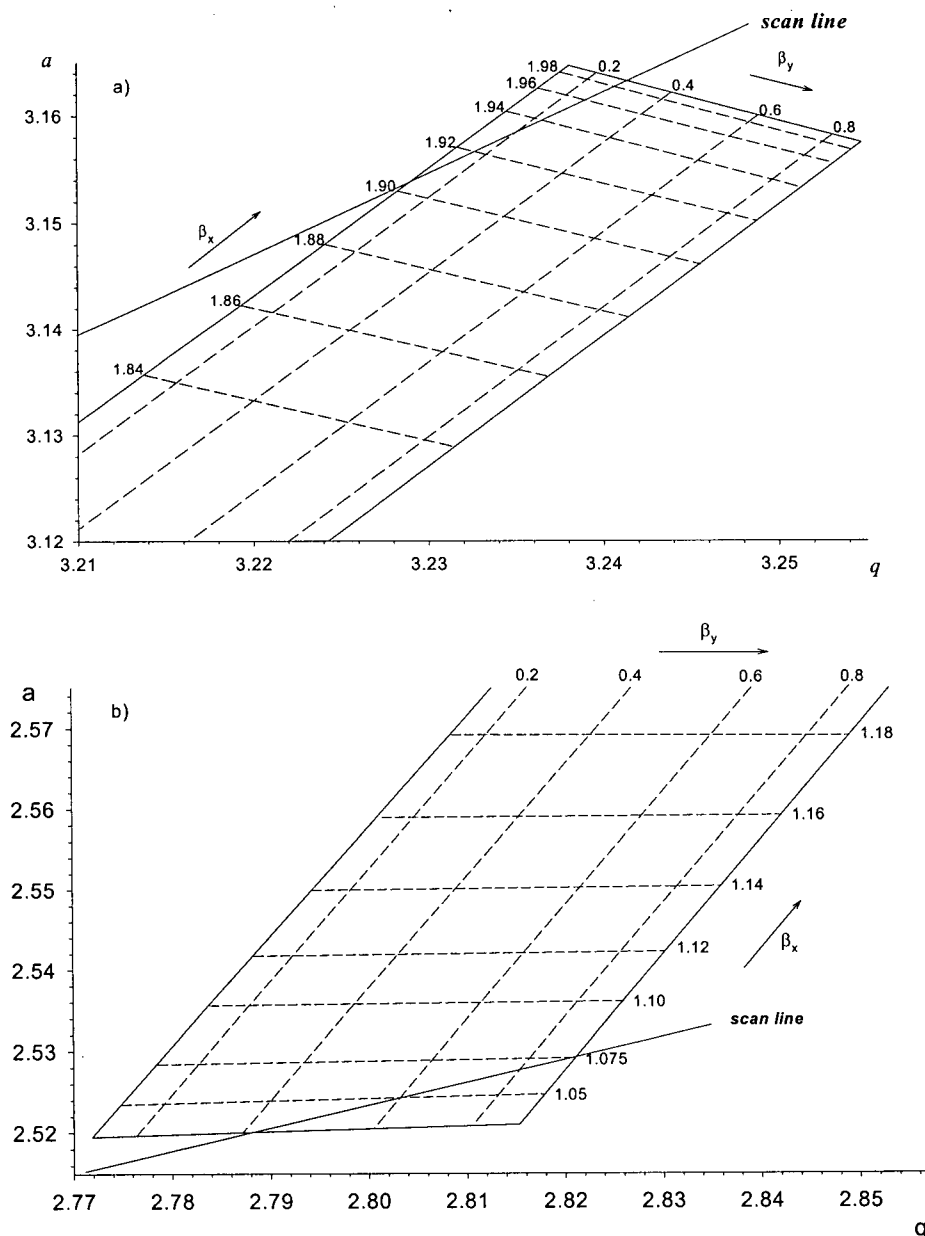 scan line
a
a)
βy
1.98
0.2
1.96
0.4
3.16
1.94
0.6
0.8
1.92
1.90
3.15
βx
1.88
1.86
3.14
1.84
3.13
3.12
3.21 3.22 3.23 3.24 3.25 q
βy
a
b)
0.2 0.4 0.6 0.8
2.57
1.18
2.56
1.16
2.55
1.14
βx
2.54
1.12
1.10
scan line
2.53
1.075
1.05
2.52
2.77 2.78 2.79 2.80 2.81 2.82 2.83 2.84 2.85
q